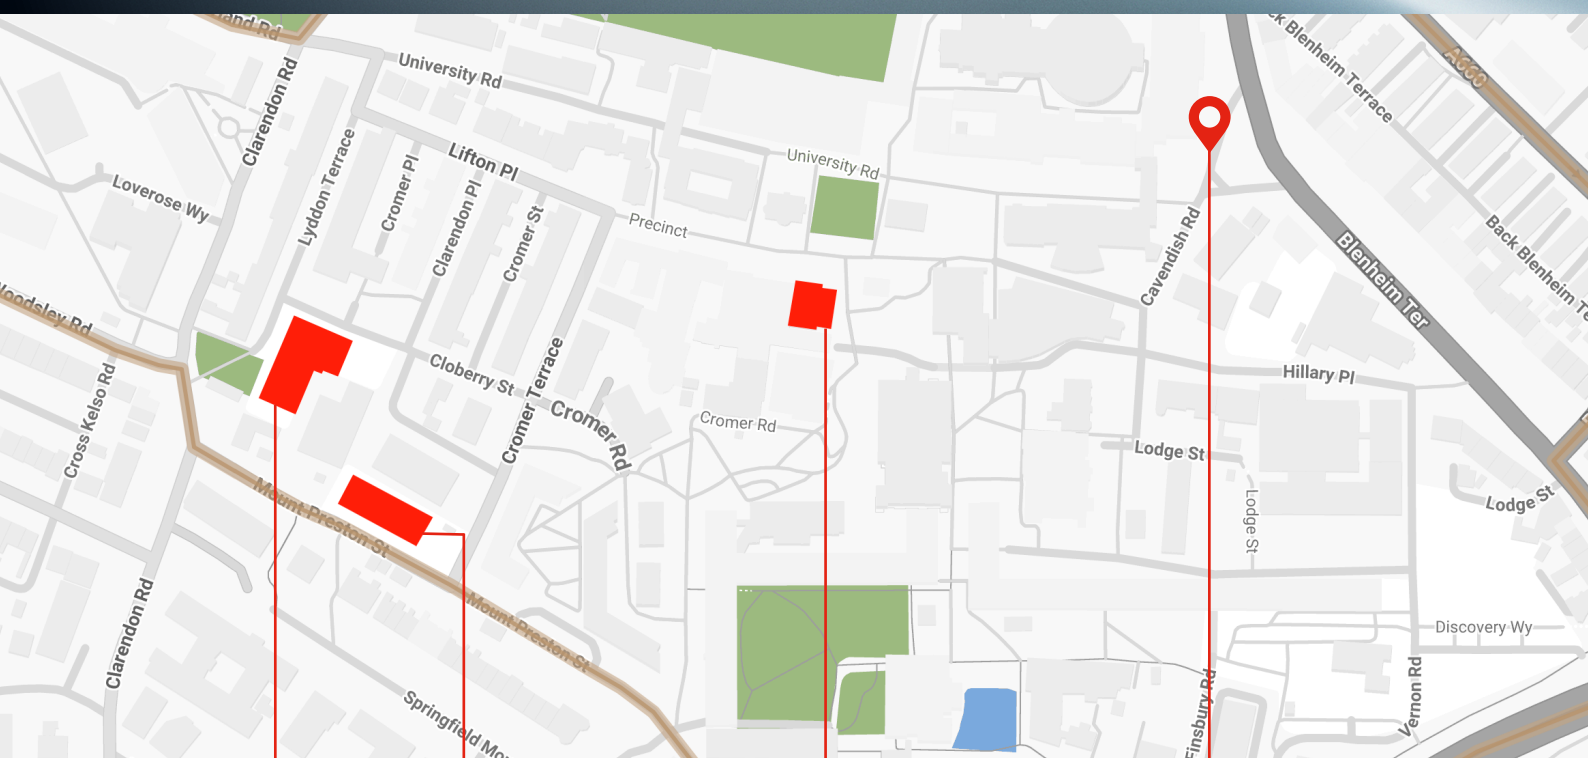 and Rd
University Rd
Clarendon Rd
Lifton Pl
Lyddon Terrace
Cromer Pl
Clarendon Pl
Cromer St
Loverose Wy
University Rd
Precinct
ck Blenheim Terrace
A660
Back Blenheim Te
Blenheim Ter
Cavendish Rd
Woodsley Rd
Cross Kelso Rd
Cloberry St
Cromer Terrace
Cromer Rd
Cromer Rd
Hillary Pl
Lodge St
Lodge St
Lodge St
Mount Preston St
Mount Preston St
Clarendon Rd
Springfield Mo
Finsbury Rd
Discovery Wy
Vernon Rd